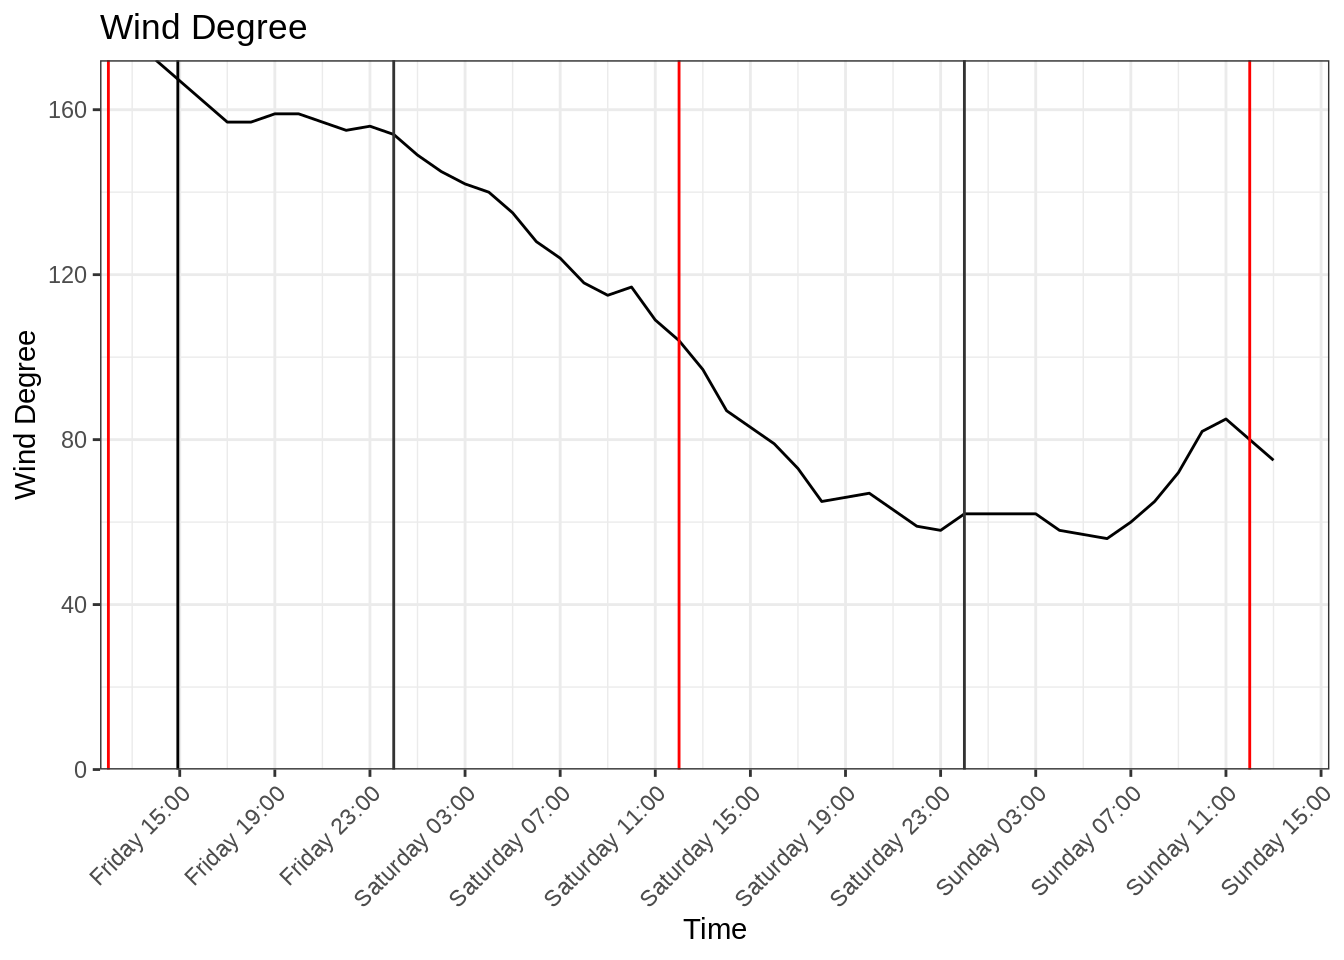 Wind Degree
Wind Degree
160
120
80
40
0
Friday 15:00
Friday 19:00
Friday 23:00
Saturday 03:00
Saturday 07:00
Saturday 11:00
Saturday 15:00
Saturday 19:00
Saturday 23:00
Sunday 03:00
Sunday 07:00
Sunday 11:00
Sunday 15:00
Time